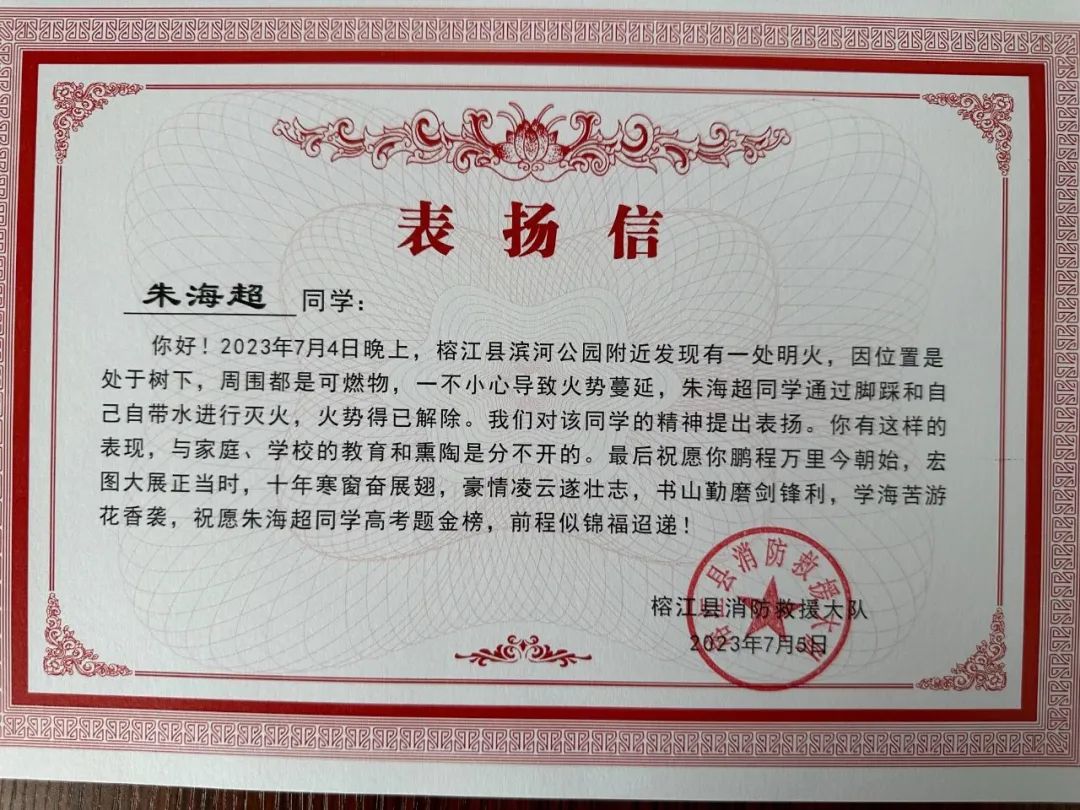 表扬信
朱海超 同学：
你好！2023年7月4日晚上，榕江县滨河公园附近发现有一处明火，因位置是
处于树下，周围都是可燃物，一不小心导致火势蔓延，朱海超同学通过脚踩和自
己自带水进行灭火，火势得已解除。我们对该同学的精神提出表扬。你有这样的
表现，与家庭、学校的教育和熏陶是分不开的。最后祝愿你鹏程万里今朝始，宏
图大展正当时，十年寒窗奋展翅，豪情凌云遂壮志，书山勤磨剑锋利，学海苦游
花香袭，祝愿朱海超同学高考题金榜，前程似锦福迢递！
榕江县消防救援大队
2023年7月5日
江县消防救援大队